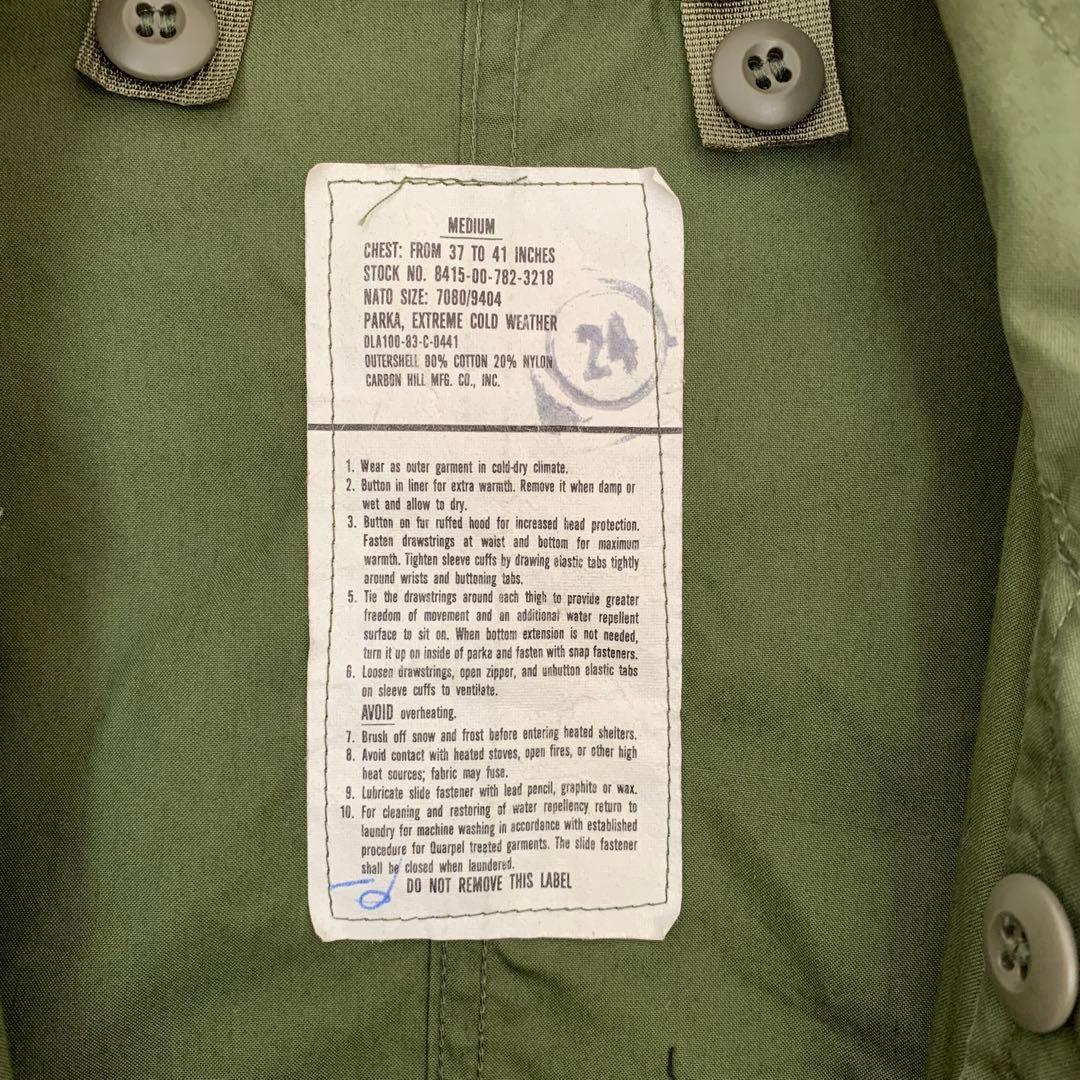 MEDIUM
CHEST: FROM 37 TO 41 INCHES
STOCK NO. 8415-00-782-3218
NATO SIZE: 7080/9404
PARKA, EXTREME COLD WEATHER
DLA100-83-C-0441
OUTERSHELL 80% COTTON 20% NYLON
CARBON HILL MFG. CO., INC.
24
1. Wear as outer garment in cold-dry climate.
2. Button in liner for extra warmth. Remove it when damp or
wet and allow to dry.
3. Button on fur ruffed hood for increased head protection.
Fasten drawstrings at waist and bottom for maximum
warmth. Tighten sleeve cuffs by drawing elastic tabs tightly
around wrists and buttoning tabs.
5. Tie the drawstrings around each thigh to provide greater
freedom of movement and an additional water repellent
surface to sit on. When bottom extension is not needed,
turn it up on inside of parka and fasten with snap fasteners.
6. Loosen drawstrings, open zipper, and unbutton elastic tabs
on sleeve cuffs to ventilate.
AVOID overheating.
7. Brush off snow and frost before entering heated shelters.
8. Avoid contact with heated stoves, open fires, or other high
heat sources; fabric may fuse.
9. Lubricate slide fastener with lead pencil, graphite or wax.
10. For cleaning and restoring of water repellency return to
laundry for machine washing in accordance with established
procedure for Quarpel treated garments. The slide fastener
shall be closed when laundered.
DO NOT REMOVE THIS LABEL